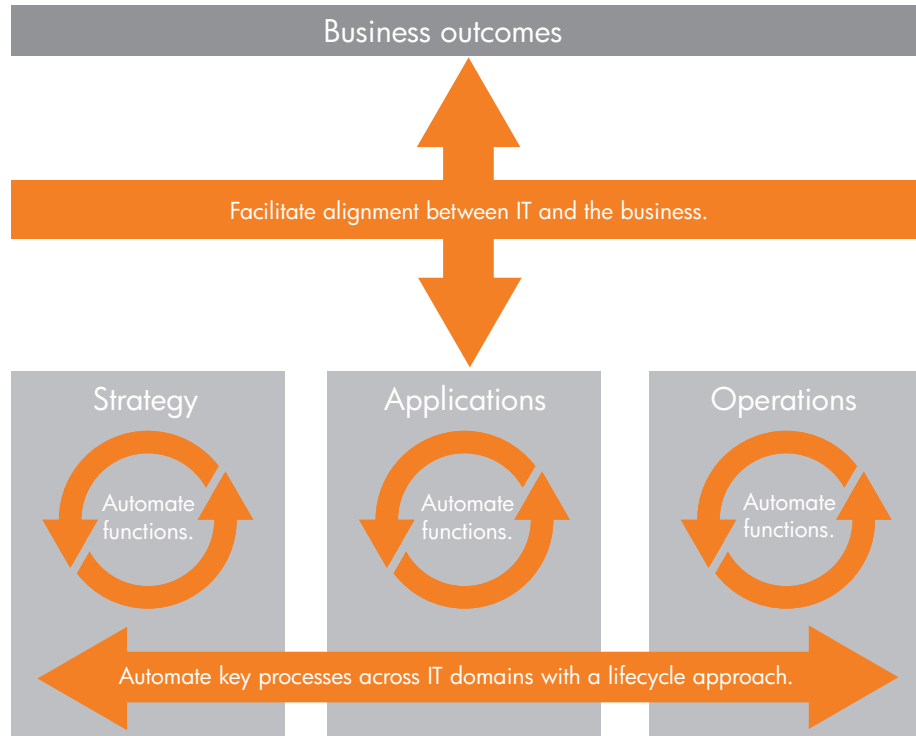 Business outcomes
Facilitate alignment between IT and the business.
Strategy
Automate
functions.
Applications
Automate
functions.
Operations
Automate
functions.
Automate key processes across IT domains with a lifecycle approach.